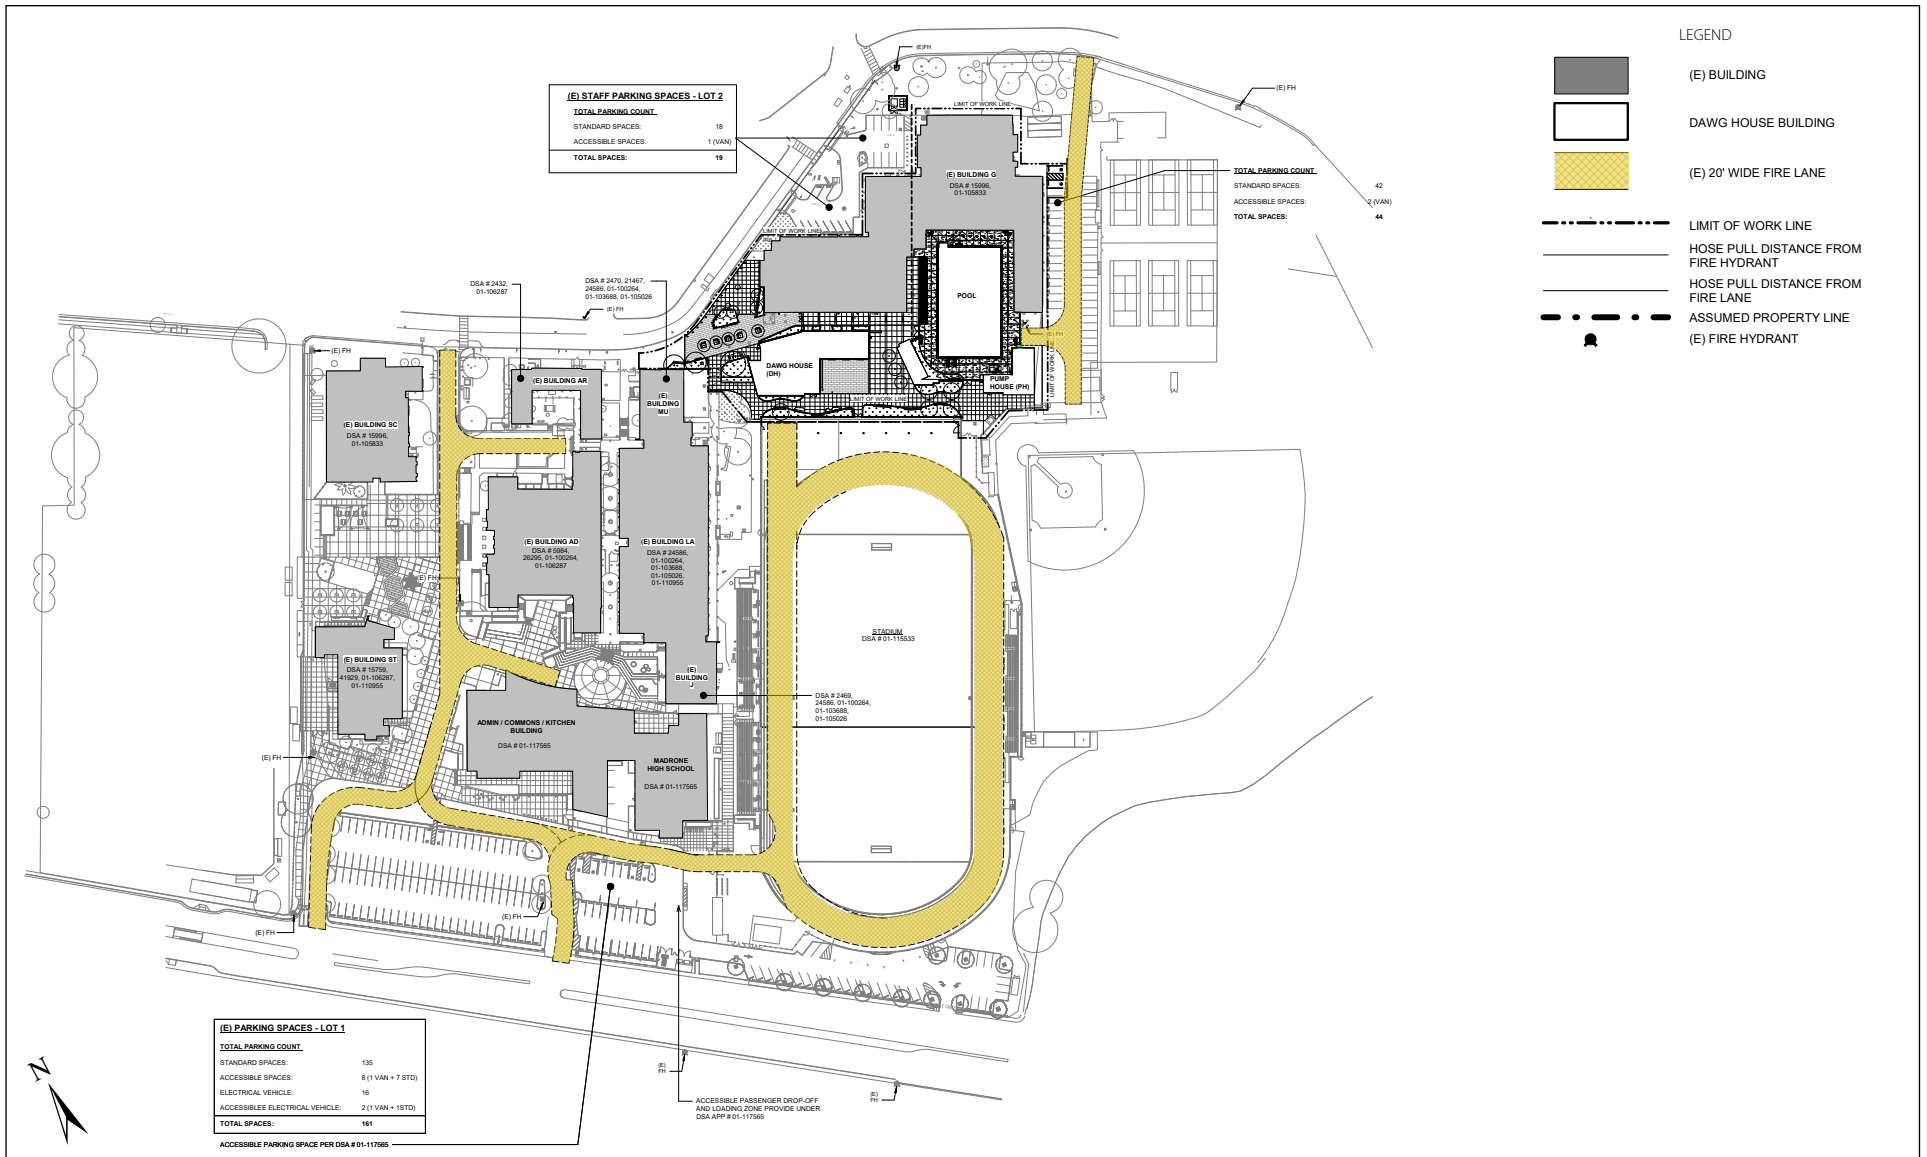 LEGEND
(E) BUILDING
DAWG HOUSE BUILDING
(E) 20' WIDE FIRE LANE
LIMIT OF WORK LINE
HOSE PULL DISTANCE FROM
FIRE HYDRANT
HOSE PULL DISTANCE FROM
FIRE LANE
ASSUMED PROPERTY LINE
(E) FIRE HYDRANT
(E)FH
(E) FH
(E) STAFF PARKING SPACES - LOT 2
TOTAL PARKING COUNT
STANDARD SPACES: 18
ACCESSIBLE SPACES: 1 (VAN)
TOTAL SPACES: 19
LIMIT OF WORK LINE
(E) BUILDING G
DSA # 15996,
01-105833
TOTAL PARKING COUNT
STANDARD SPACES: 42
ACCESSIBLE SPACES: 2 (VAN)
TOTAL SPACES: 44
LIMIT OF WORK LINE
DSA # 2432,
01-106287
DSA # 2470, 21467,
24586, 01-100264,
01-103688, 01-105026
(E) FH
POOL
(E) FH
(E) FH
DAWG HOUSE
(DH)
PUMP
HOUSE (PH)
LIMIT OF WORK LINE
LIMIT OF WORK LINE
(E) BUILDING AR
(E)
BUILDING
MU
(E) BUILDING SC
DSA # 15996,
01-105833
(E) BUILDING AD
DSA # 5984,
26295, 01-100264,
01-106287
(E) BUILDING LA
DSA # 24586,
01-100264,
01-103688,
01-105026,
01-110955
(E) FH
STADIUM
DSA # 01-115533
(E) BUILDING ST
DSA # 15759,
41929, 01-106287,
01-110955
(E)
BUILDING
J
DSA # 2469,
24586, 01-100264,
01-103688,
01-105026
ADMIN / COMMONS / KITCHEN
BUILDING
DSA # 01-117565
MADRONE
HIGH SCHOOL
DSA # 01-117565
(E) FH
(E) FH
(E) FH
(E) PARKING SPACES - LOT 1
TOTAL PARKING COUNT
STANDARD SPACES: 135
ACCESSIBLE SPACES: 8 (1 VAN + 7 STD)
ELECTRICAL VEHICLE: 16
ACCESSIBLEE ELECTRICAL VEHICLE: 2 (1 VAN + 1STD)
TOTAL SPACES: 161
ACCESSIBLE PARKING SPACE PER DSA # 01-117565
N
(E)
FH
(E)
FH
ACCESSIBLE PASSENGER DROP-OFF
AND LOADING ZONE PROVIDE UNDER
DSA APP # 01-117565